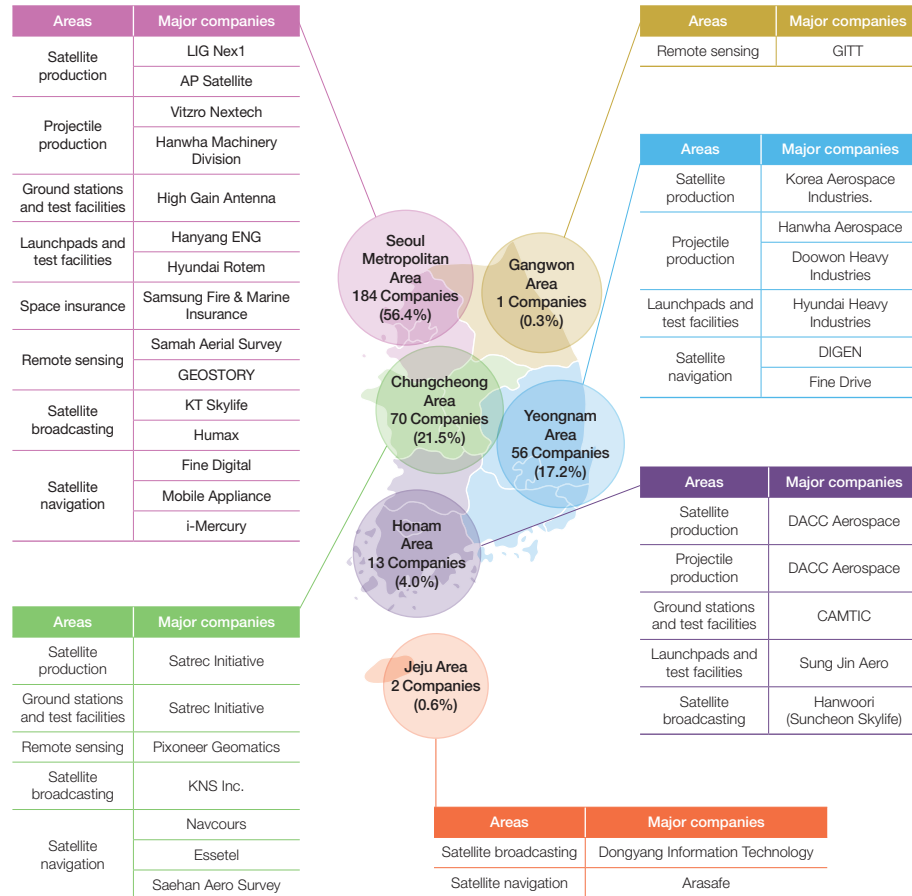 Areas Major companies
Satellite
production
LIG Nex1
AP Satellite
Projectile
production
Vitzro Nextech
Hanwha Machinery
Division
Ground stations
and test facilities
High Gain Antenna
Launchpads and
test facilities
Hanyang ENG
Hyundai Rotem
Space insurance
Samsung Fire & Marine
Insurance
Remote sensing
Samah Aerial Survey
GEOSTORY
Satellite
broadcasting
KT Skylife
Humax
Satellite
navigation
Fine Digital
Mobile Appliance
i-Mercury
Areas Major companies
Remote sensing GITT
Areas Major companies
Satellite
production
Korea Aerospace
Industries.
Projectile
production
Hanwha Aerospace
Doowon Heavy
Industries
Launchpads and
test facilities
Hyundai Heavy
Industries
Satellite
navigation
DIGEN
Fine Drive
Seoul
Metropolitan
Area
184 Companies
(56.4%)
Gangwon
Area
1 Companies
(0.3%)
Chungcheong
Area
70 Companies
(21.5%)
Yeongnam
Area
56 Companies
(17.2%)
Honam
Area
13 Companies
(4.0%)
Jeju Area
2 Companies
(0.6%)
Areas Major companies
Satellite
production
DACC Aerospace
Projectile
production
DACC Aerospace
Ground stations
and test facilities
CAMTIC
Launchpads and
test facilities
Sung Jin Aero
Satellite
broadcasting
Hanwoori
(Suncheon Skylife)
Areas Major companies
Satellite
production
Satrec Initiative
Ground stations
and test facilities
Satrec Initiative
Remote sensing Pixoneer Geomatics
Satellite
broadcasting
KNS Inc.
Satellite
navigation
Navcours
Essetel
Saehan Aero Survey
Areas Major companies
Satellite broadcasting Dongyang Information Technology
Satellite navigation Arasafe